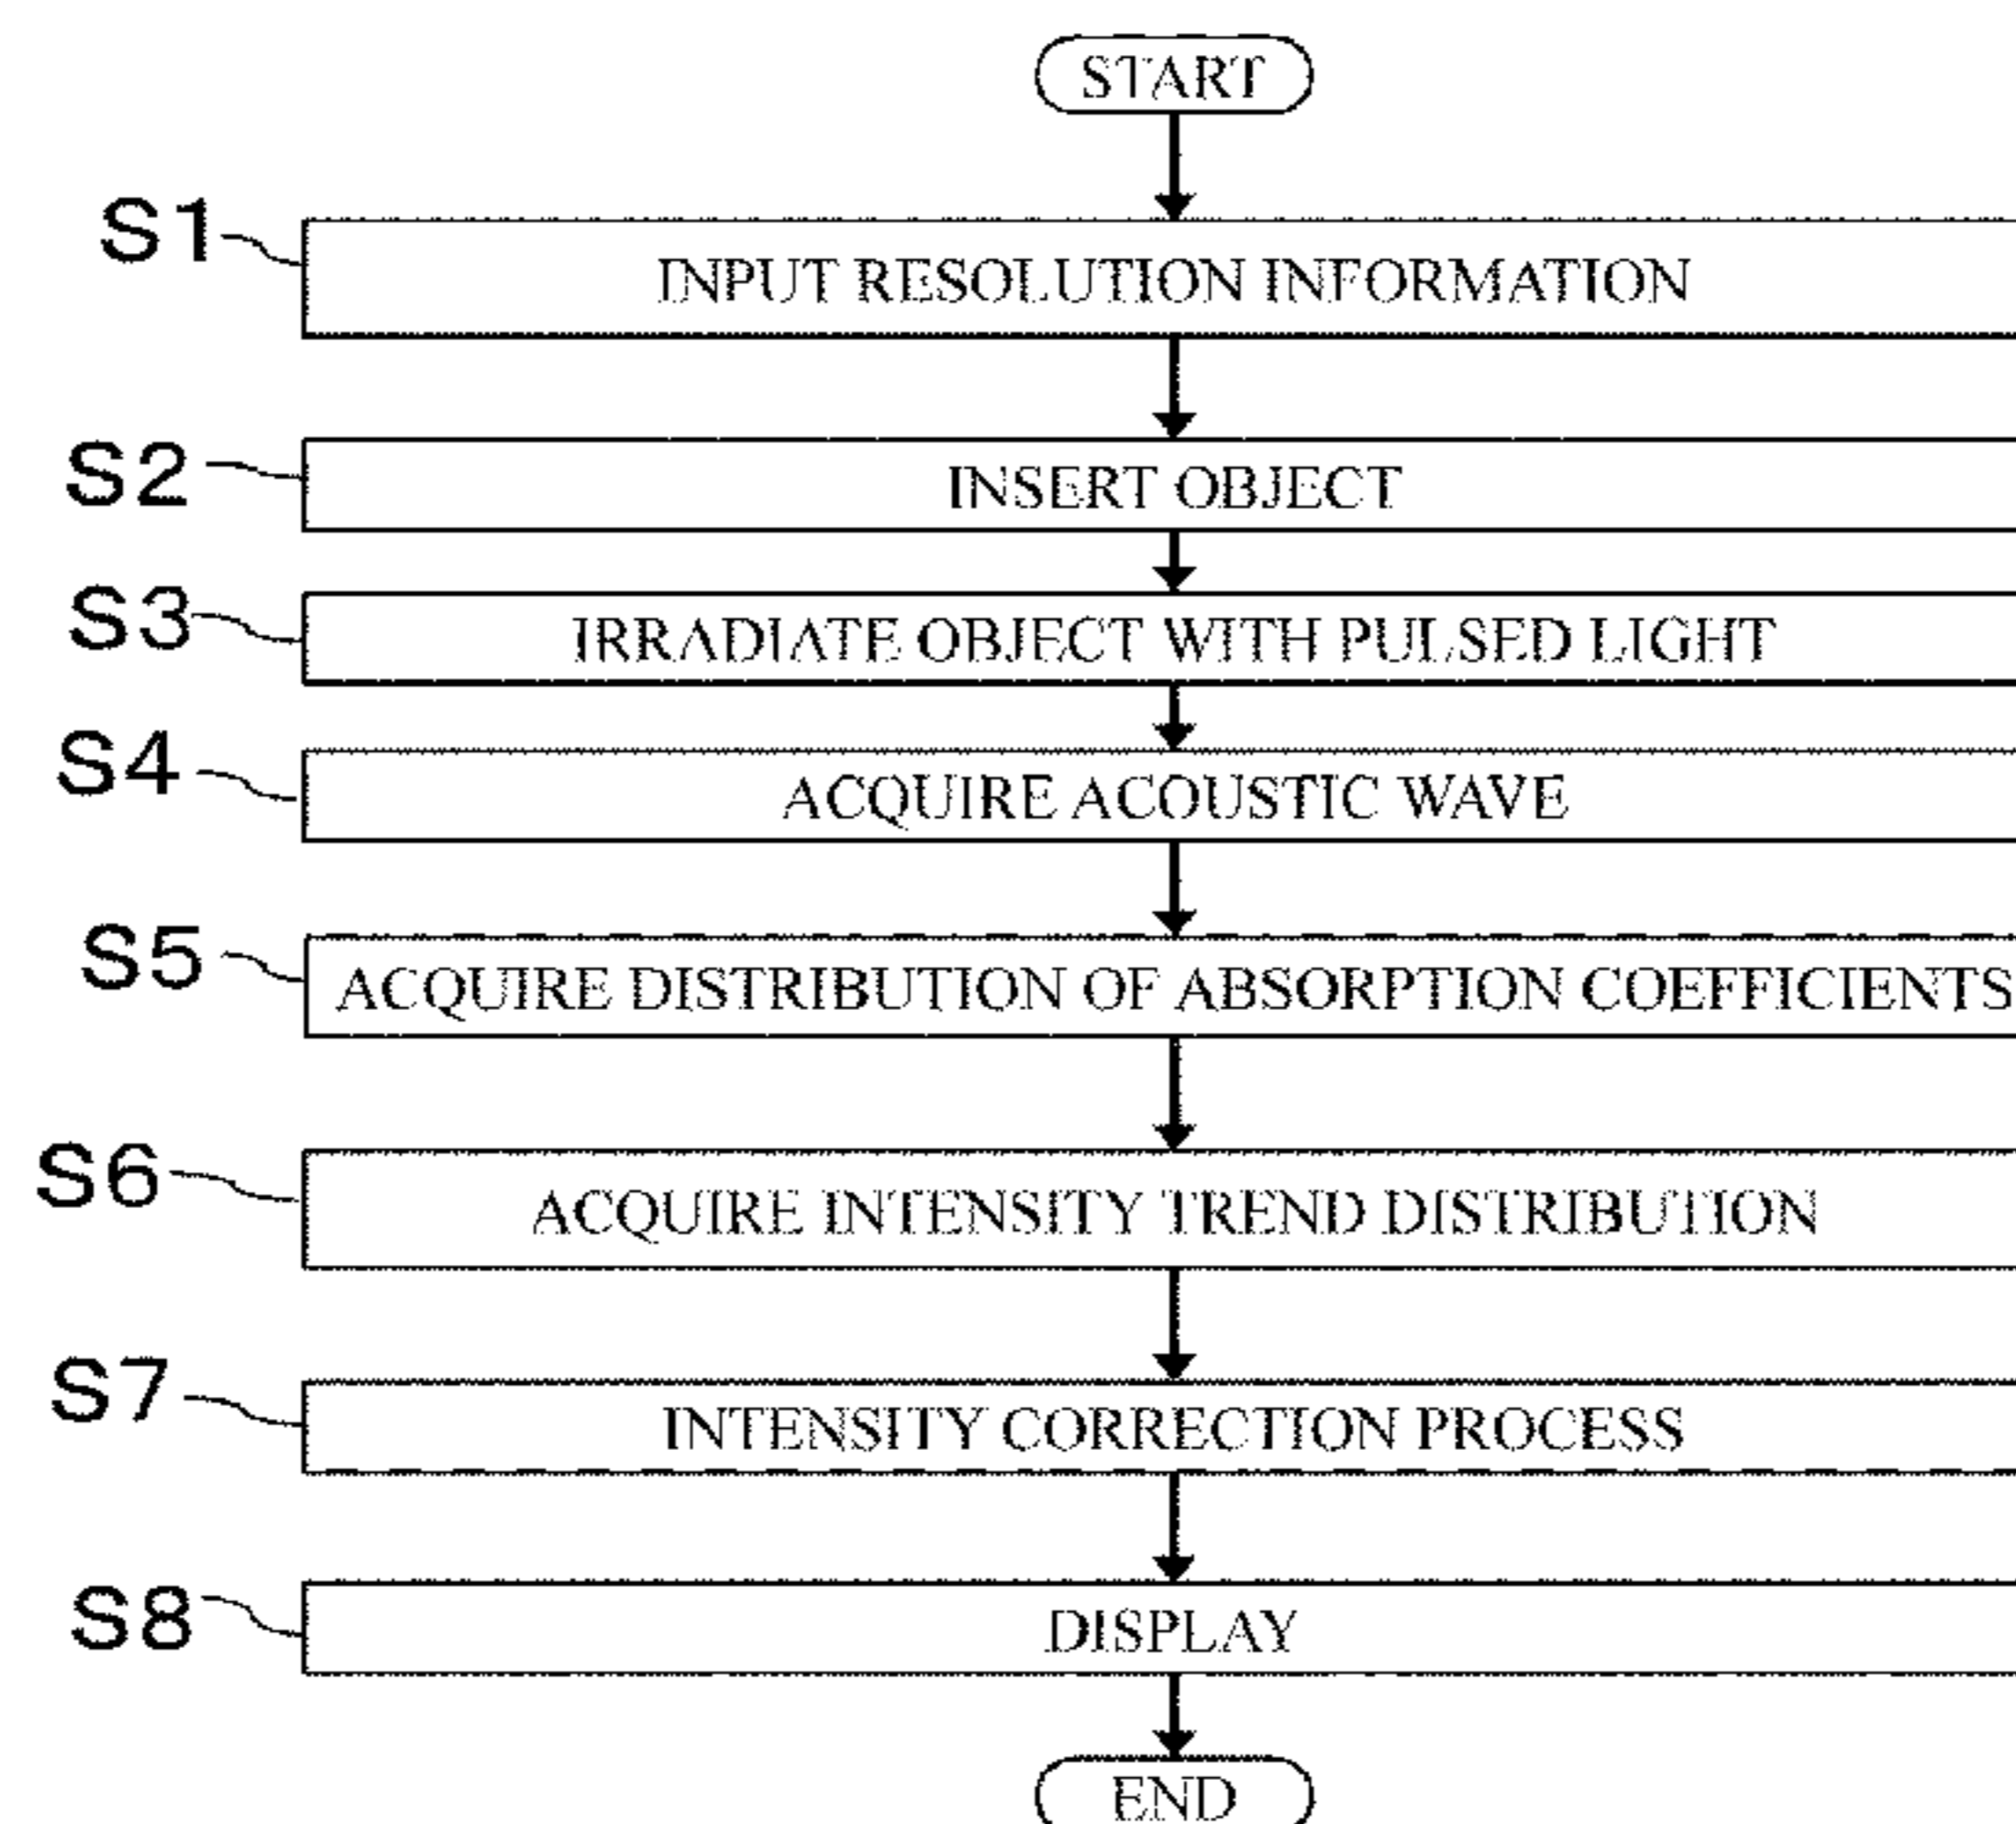 START
S1 INPUT RESOLUTION INFORMATION
S2 INSERT OBJECT
S3 IRRADIATE OBJECT WITH PULSED LIGHT
S4 ACQUIRE ACOUSTIC WAVE
S5 ACQUIRE DISTRIBUTION OF ABSORPTION COEFFICIENTS
S6 ACQUIRE INTENSITY TREND DISTRIBUTION
S7 INTENSITY CORRECTION PROCESS
S8 DISPLAY
END